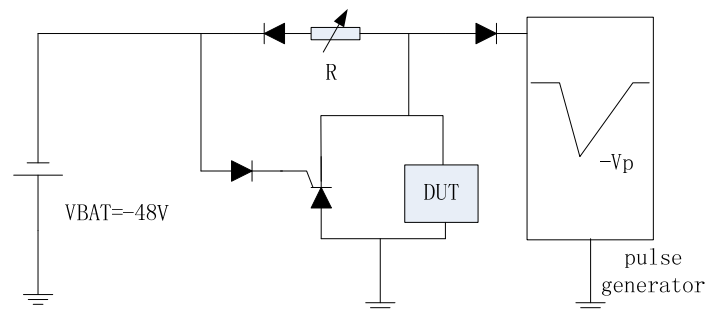 R
-Vp
DUT
VBAT=-48V
pulse
generator